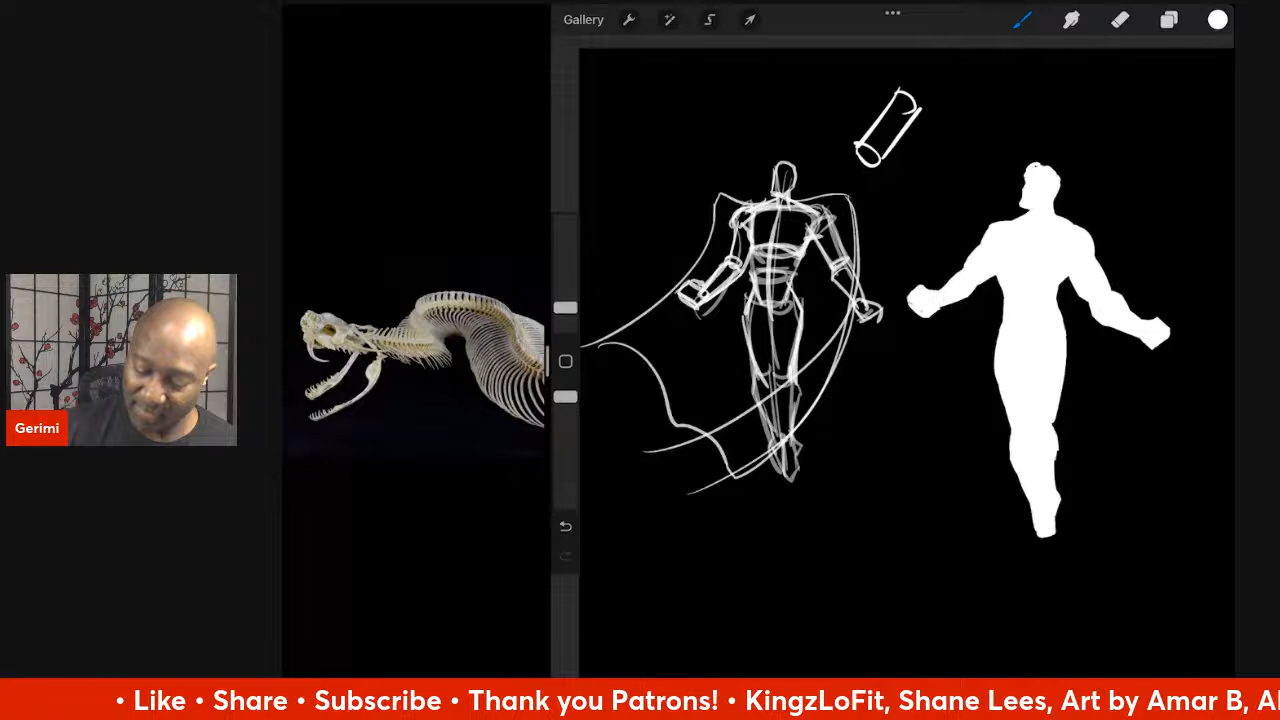 Gallery
Gerimi
• Like • Share • Subscribe • Thank you Patrons! • KingzLoFit, Shane Lees, Art by Amar B,